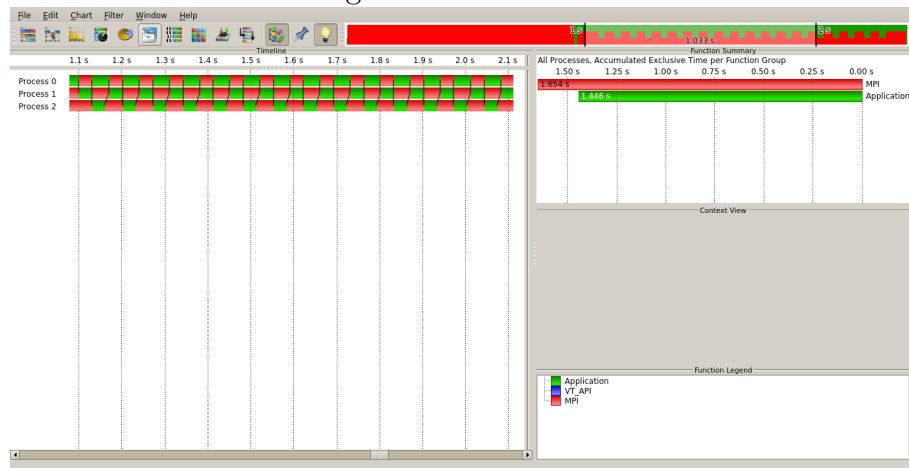 File Edit Chart Filter Window Help
1s
2s
1.033 s
Timeline
Function Summary
1.1 s 1.2 s 1.3 s 1.4 s 1.5 s 1.6 s 1.7 s 1.8 s 1.9 s 2.0 s 2.1 s
Process 0
Process 1
Process 2
All Processes, Accumulated Exclusive Time per Function Group
1.50 s 1.25 s 1.00 s 0.75 s 0.50 s 0.25 s 0.00 s
1.654 s MPI
1.446 s Application
Context View
Function Legend
Application
VT_API
MPI